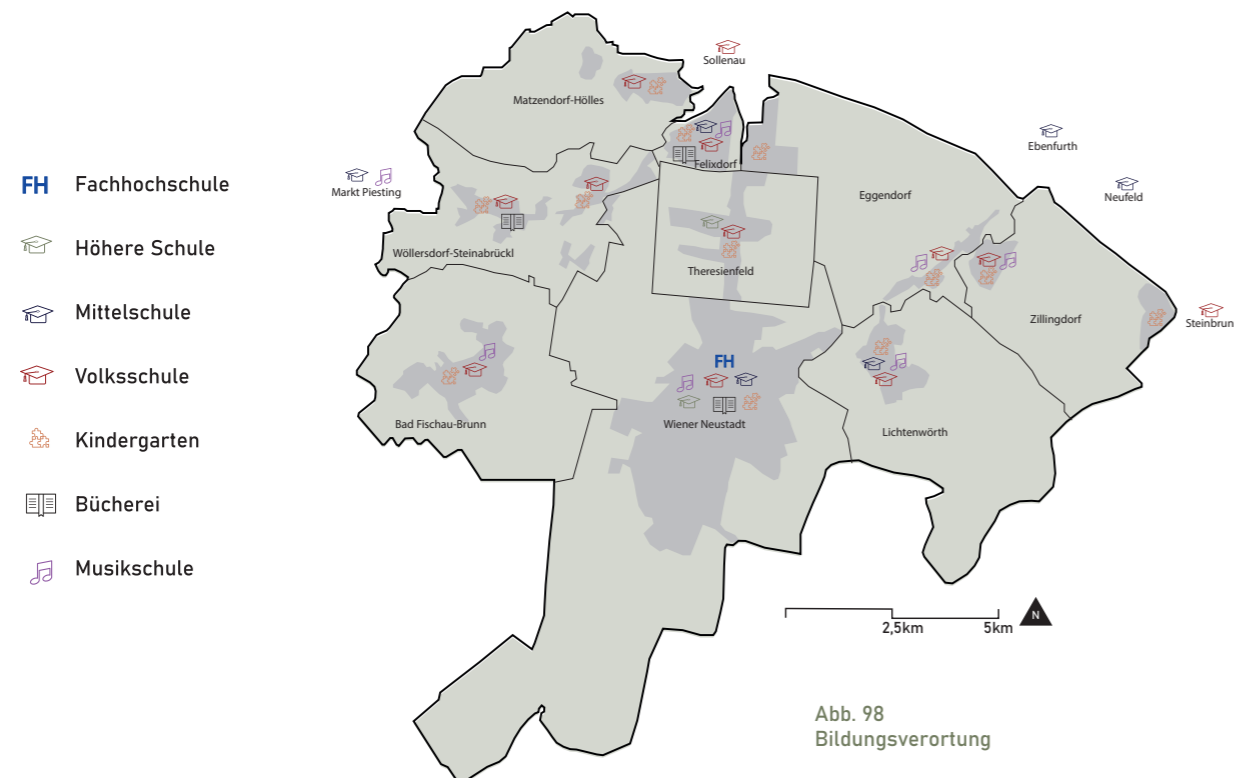 FH Fachhochschule
Höhere Schule
Mittelschule
Volksschule
Kindergarten
Bücherei
Musikschule
Sollenau
Matzendorf-Hölles
Ebenfurth
Felixdorf
Markt Piesting
Neufeld
Eggendorf
Wöllersdorf-Steinabrückl
Theresienfeld
Zillingdorf
Steinbrun
FH
Bad Fischau-Brunn
Wiener Neustadt
Lichtenwörth
N
2,5km
5km
Abb. 98
Bildungsverortung